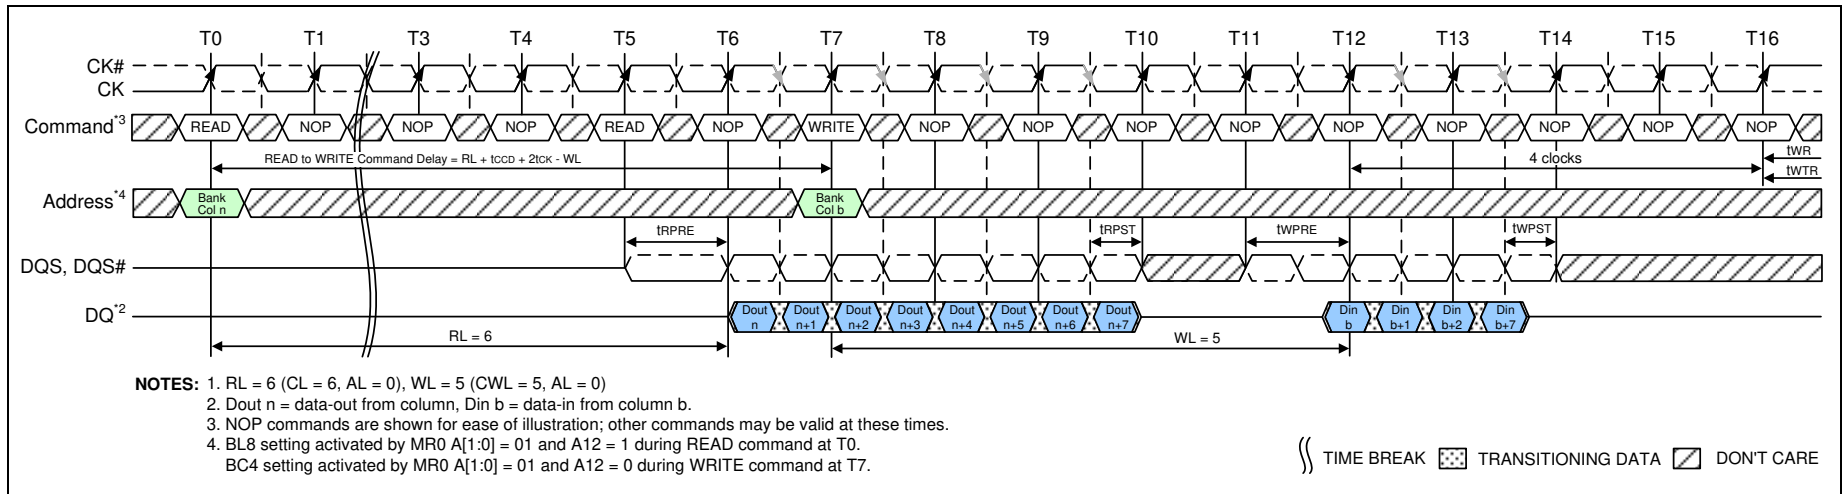 T0 T1 T3 T4 T5 T6 T7 T8 T9 T10 T11 T12 T13 T14 T15 T16
CK#
CK
Command*3 READ NOP NOP NOP READ NOP WRITE NOP NOP NOP NOP NOP NOP NOP NOP NOP
READ to WRITE Command Delay = RL + tCCD + 2tCK - WL
4 clocks
tWR
tWTR
Address*4
Bank Col n
Bank Col b
tRPRE tRPST tWPRE tWPST
DQS, DQS#
DQ*2
Dout n
Dout n+1
Dout n+2
Dout n+3
Dout n+4
Dout n+5
Dout n+6
Dout n+7
Din b
Din b+1
Din b+2
Din b+7
RL = 6
WL = 5
NOTES: 1. RL = 6 (CL = 6, AL = 0), WL = 5 (CWL = 5, AL = 0)
2. Dout n = data-out from column, Din b = data-in from column b.
3. NOP commands are shown for ease of illustration; other commands may be valid at these times.
4. BL8 setting activated by MR0 A[1:0] = 01 and A12 = 1 during READ command at T0.
BC4 setting activated by MR0 A[1:0] = 01 and A12 = 0 during WRITE command at T7.
TIME BREAK TRANSITIONING DATA DON'T CARE